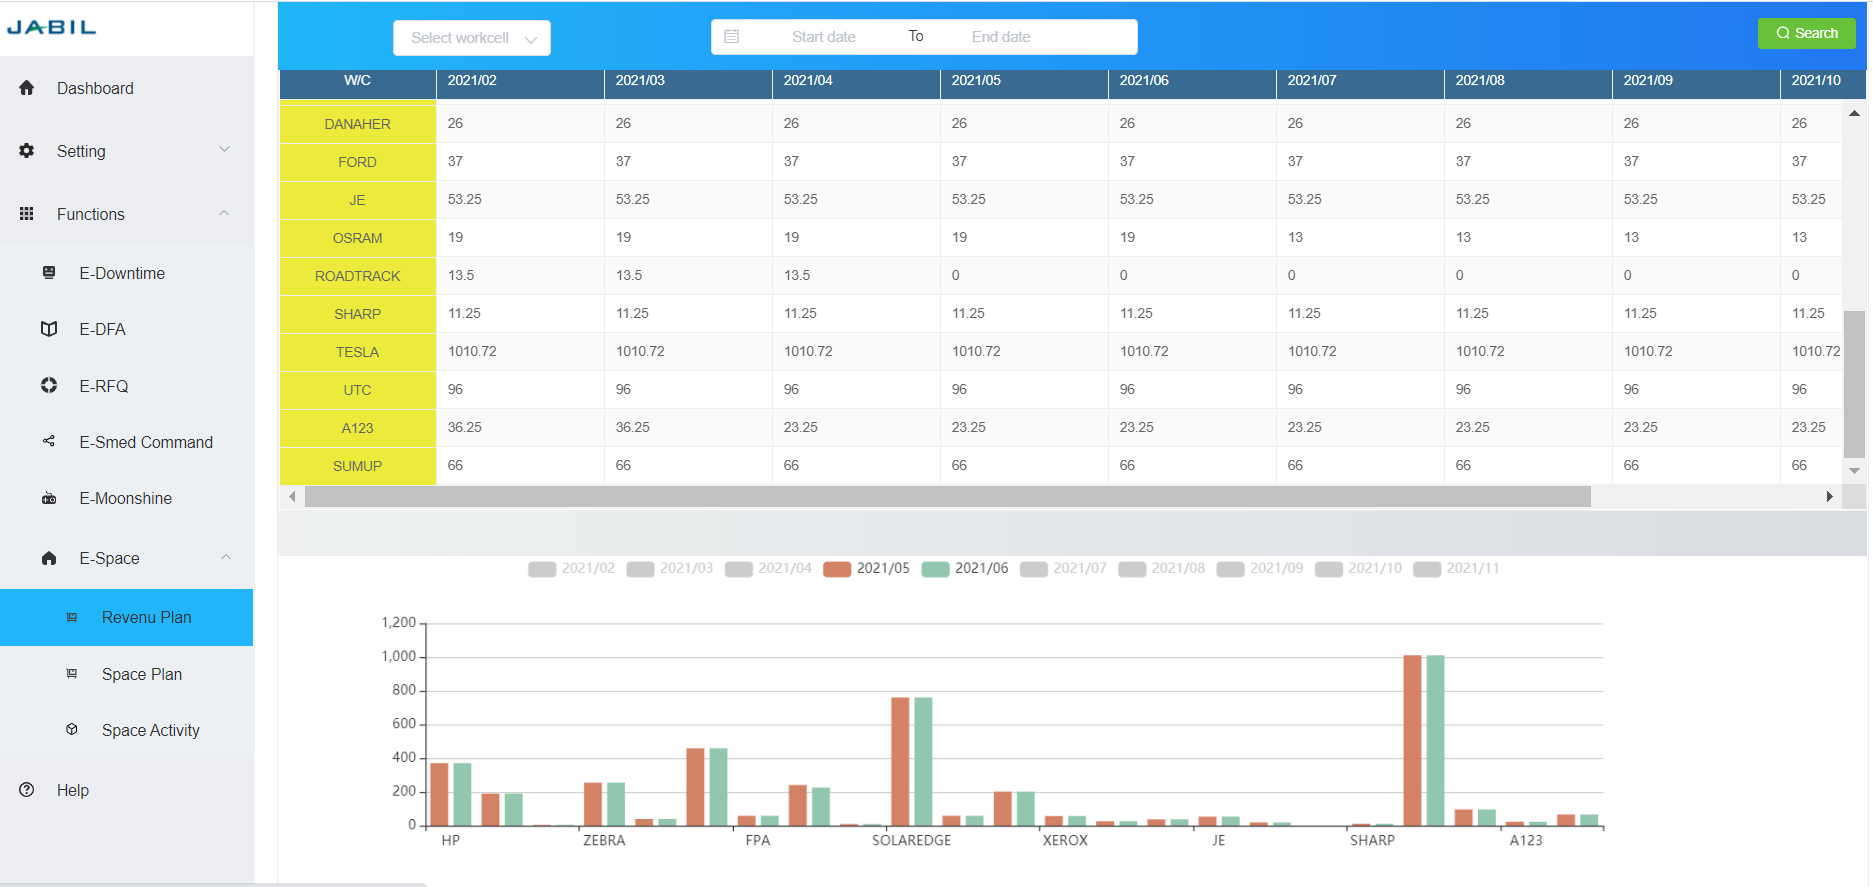 JABIL
Select workcell
Start date To End date
Search
Dashboard
Setting
Functions
E-Downtime
E-DFA
E-RFQ
E-Smed Command
E-Moonshine
E-Space
Revenu Plan
Space Plan
Space Activity
Help
W/C 2021/02 2021/03 2021/04 2021/05 2021/06 2021/07 2021/08 2021/09 2021/10
DANAHER 26 26 26 26 26 26 26 26 26
FORD 37 37 37 37 37 37 37 37 37
JE 53.25 53.25 53.25 53.25 53.25 53.25 53.25 53.25 53.25
OSRAM 19 19 19 19 19 13 13 13 13
ROADTRACK 13.5 13.5 13.5 0 0 0 0 0 0
SHARP 11.25 11.25 11.25 11.25 11.25 11.25 11.25 11.25 11.25
TESLA 1010.72 1010.72 1010.72 1010.72 1010.72 1010.72 1010.72 1010.72 1010.72
UTC 96 96 96 96 96 96 96 96 96
A123 36.25 36.25 23.25 23.25 23.25 23.25 23.25 23.25 23.25
SUMUP 66 66 66 66 66 66 66 66 66
2021/02 2021/03 2021/04 2021/05 2021/06 2021/07 2021/08 2021/09 2021/10 2021/11
1,200
1,000
800
600
400
200
0
HP ZEBRA FPA SOLAREDGE XEROX JE SHARP A123